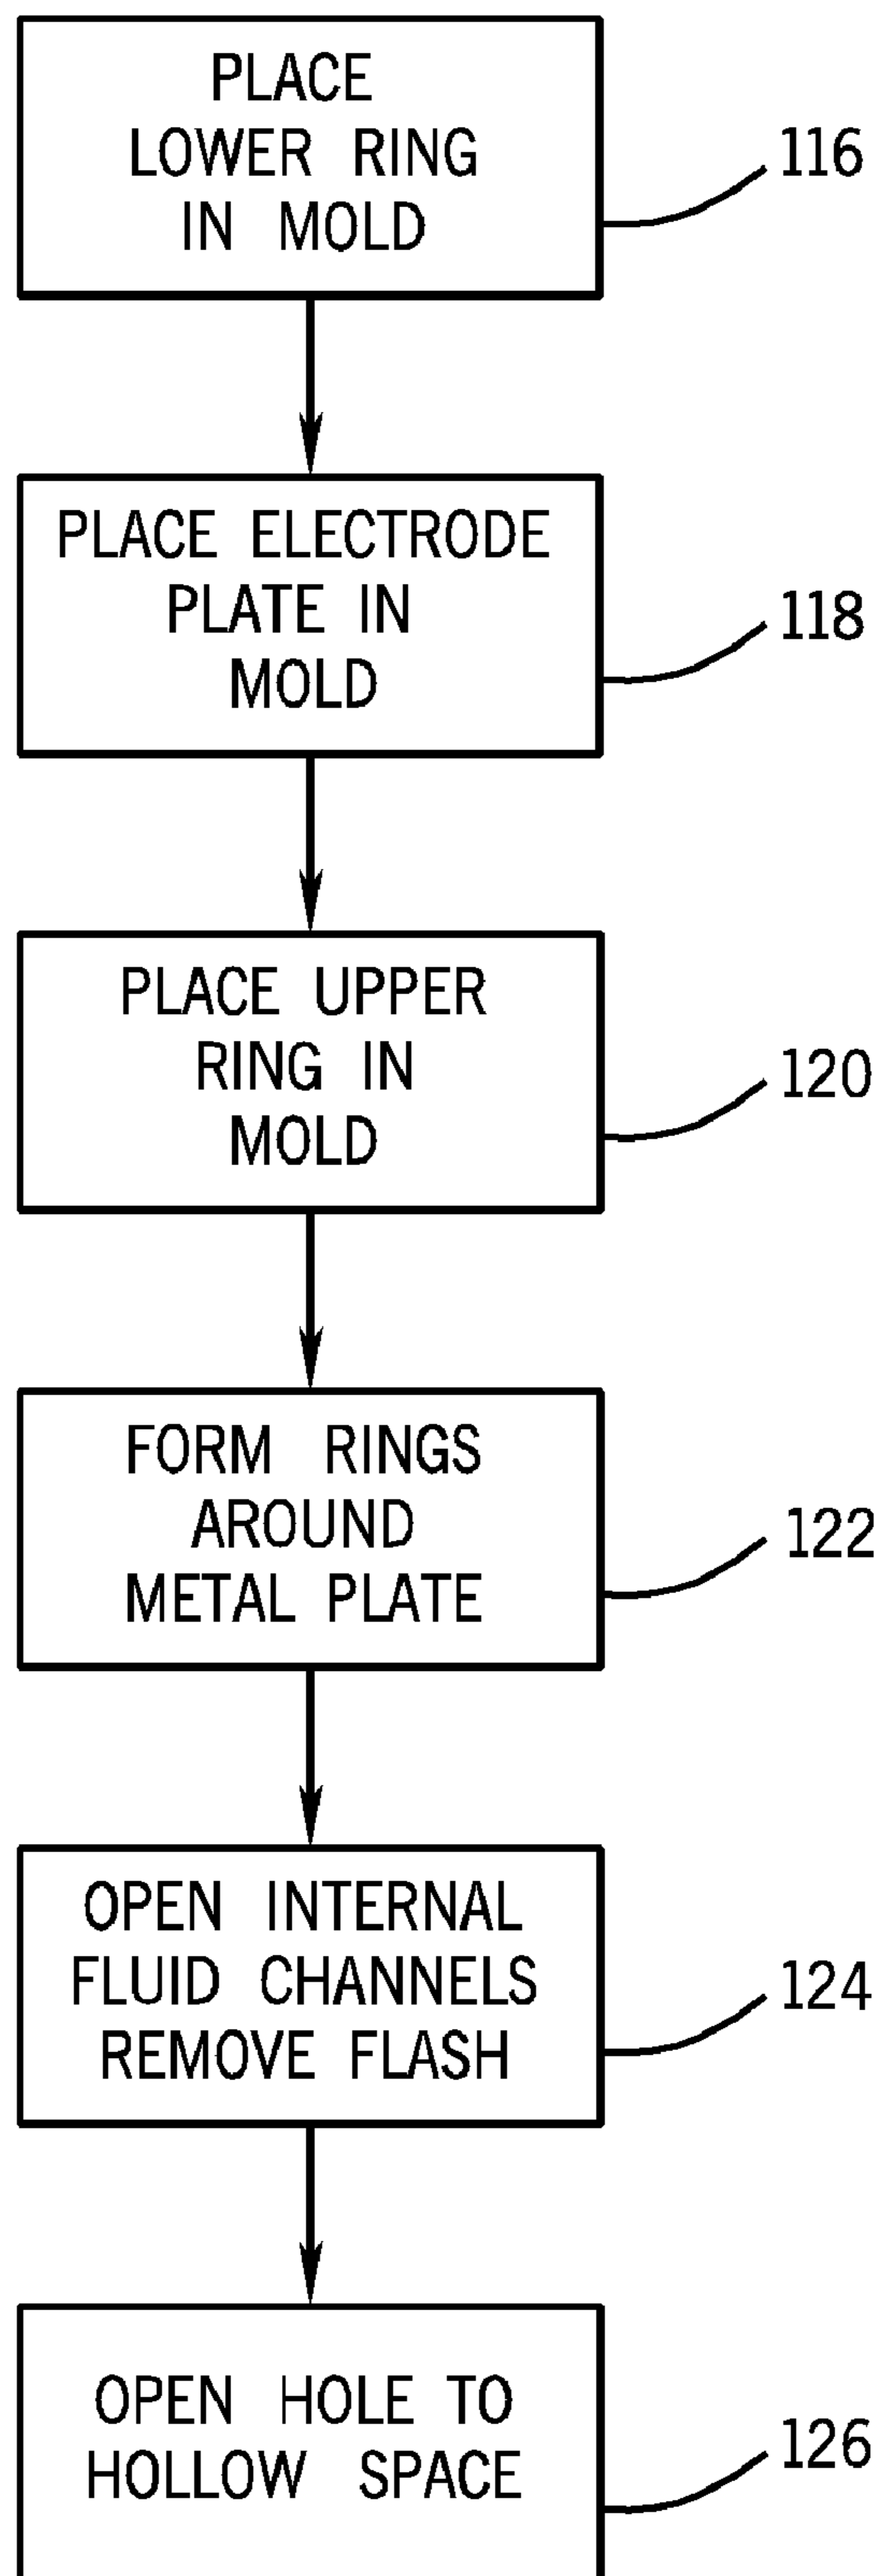 PLACE
LOWER RING
IN MOLD
116
PLACE ELECTRODE
PLATE IN
MOLD
118
PLACE UPPER
RING IN
MOLD
120
FORM RINGS
AROUND
METAL PLATE
122
OPEN INTERNAL
FLUID CHANNELS
REMOVE FLASH
124
OPEN HOLE TO
HOLLOW SPACE
126